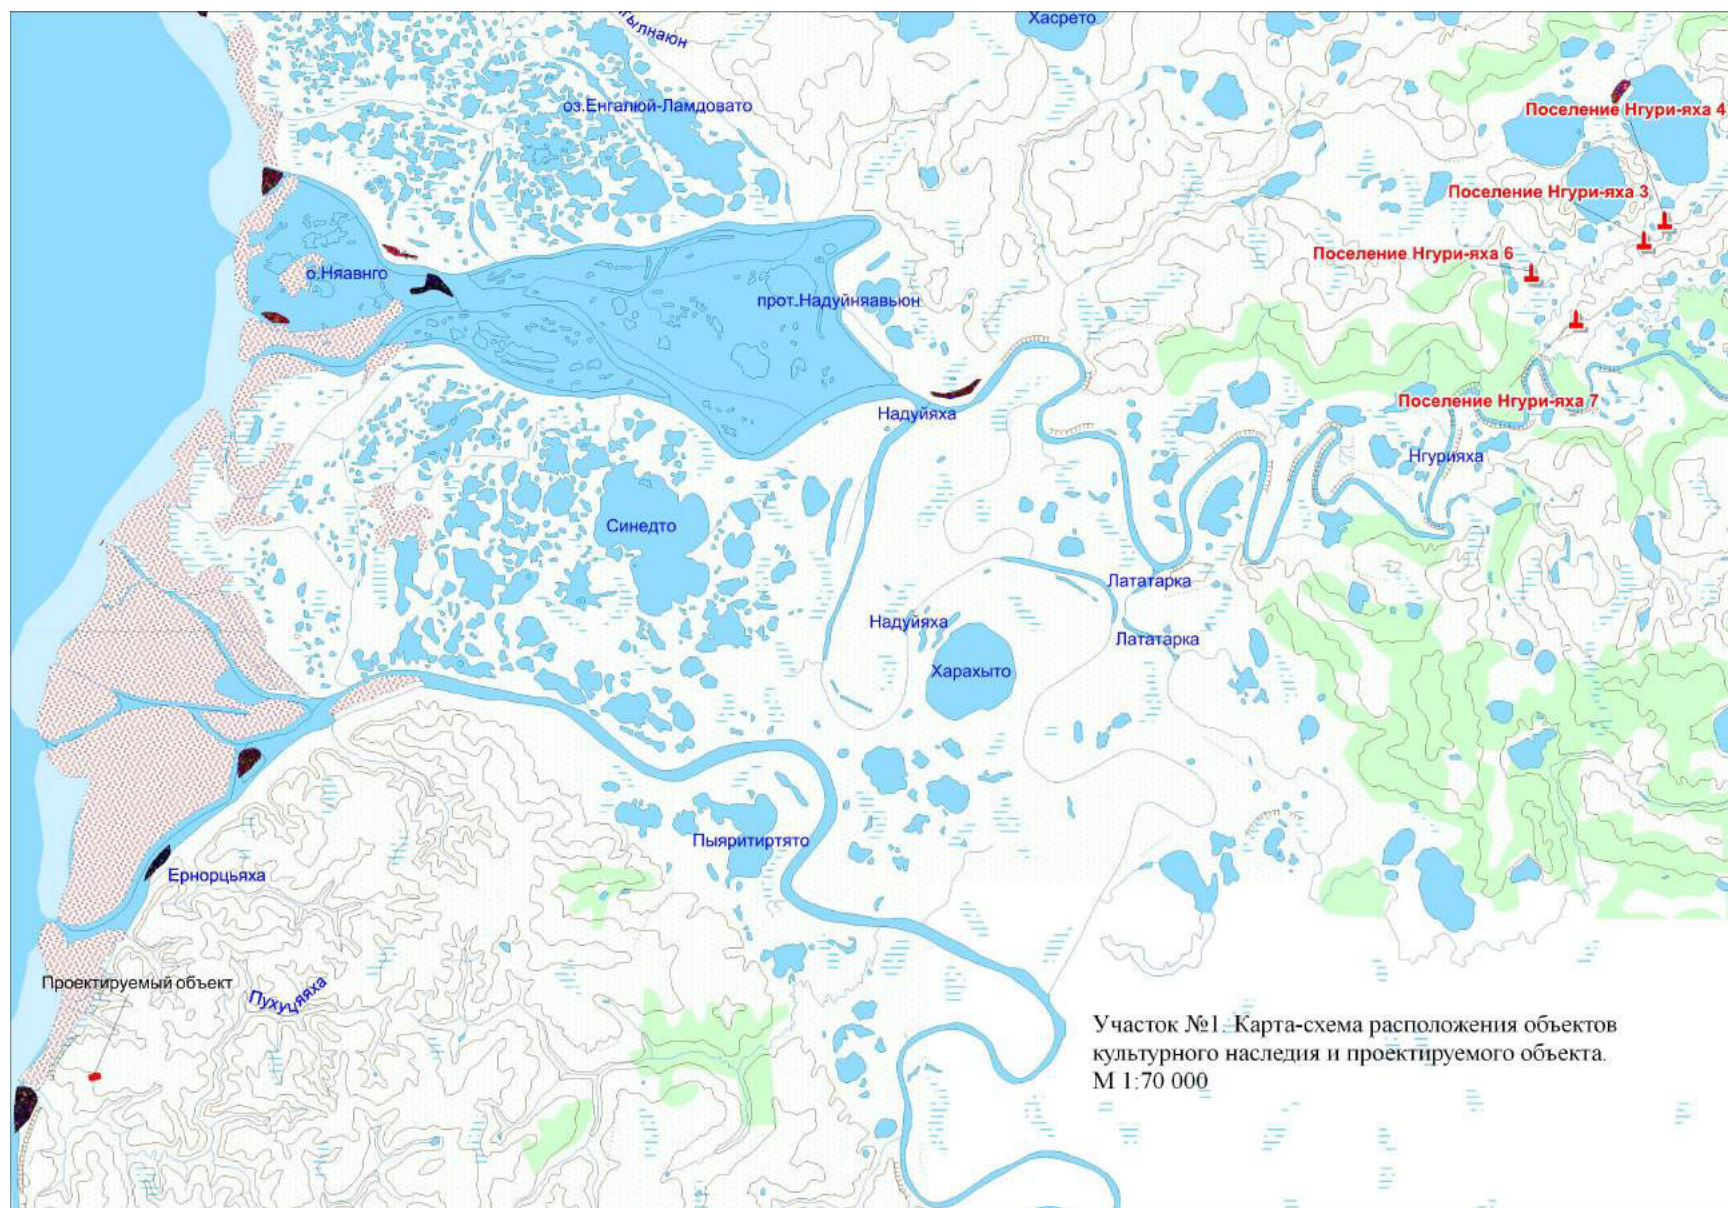 Хасрето
оз.Енгалюй-Ламдовато
Поселение Нгури-яха 4
Поселение Нгури-яха 3
Поселение Нгури-яха 6
о.Няавнго
прот.Надуйняавьюн
Поселение Нгури-яха 7
Надуйяха
Нгурияха
Синедто
Лататарка
Надуйяха
Лататарка
Харахыто
Пыяритиртято
Ернорцьяха
Проектируемый объект
Пухуцяяха
Участок №1. Карта-схема расположения объектов
культурного наследия и проектируемого объекта.
М 1:70 000